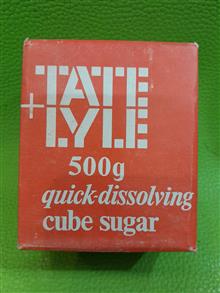 TATE
+LYLE
500g
quick-dissolving
cube sugar